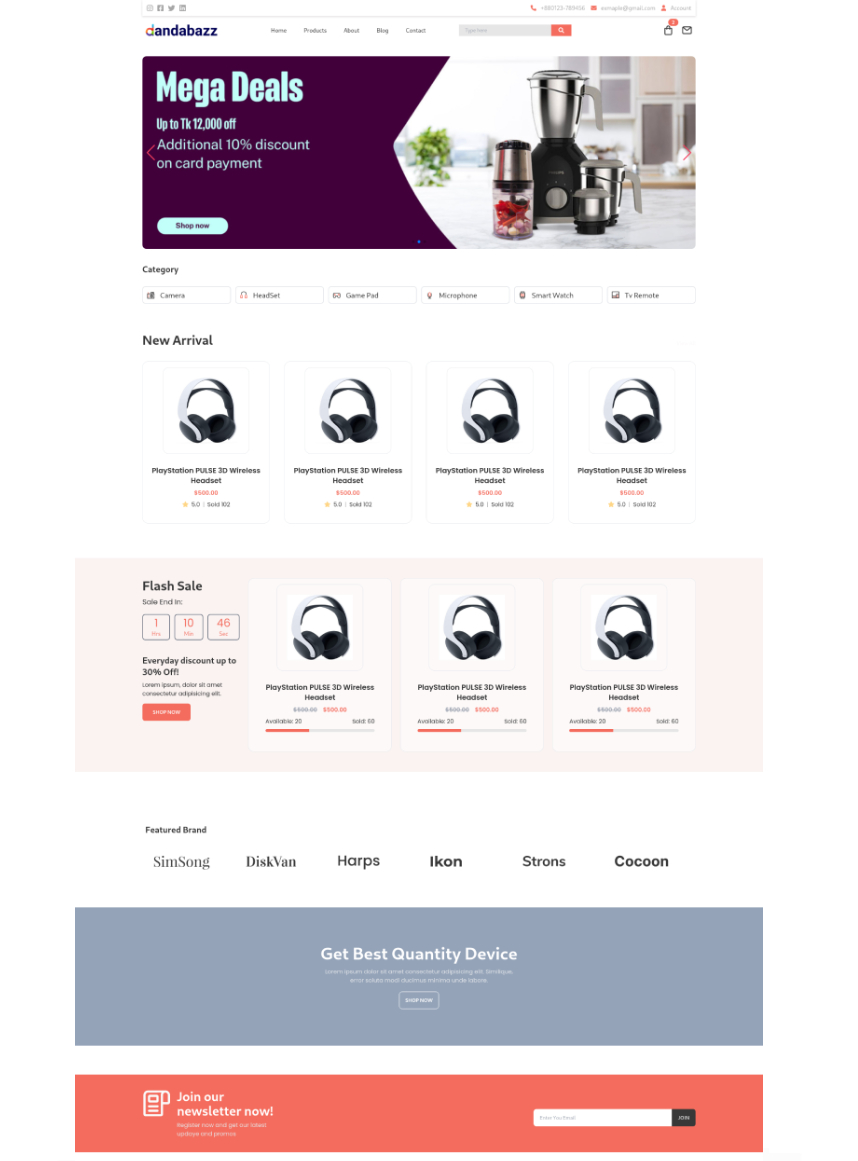 +880123-789456 exmaple@gmail.com Account
dandabazz Home Products About Blog Contact Type here 2
Mega Deals
Up to Tk 12,000 off
Additional 10% discount
on card payment
PHILIPS
Shop now
Category
Camera HeadSet Game Pad Microphone Smart Watch Tv Remote
New Arrival
PlayStation PULSE 3D Wireless Headset
$500.00
5.0 | Sold 102
PlayStation PULSE 3D Wireless Headset
$500.00
5.0 | Sold 102
PlayStation PULSE 3D Wireless Headset
$500.00
5.0 | Sold 102
PlayStation PULSE 3D Wireless Headset
$500.00
5.0 | Sold 102
Flash Sale
Sale End In:
1 Hrs 10 Min 46 Sec
Everyday discount up to
30% Off!
Lorem ipsum, dolor sit amet
consectetur adipisicing elit.
SHOP NOW
PlayStation PULSE 3D Wireless
Headset
$500.00 $500.00
Available: 20 Sold: 60
PlayStation PULSE 3D Wireless
Headset
$500.00 $500.00
Available: 20 Sold: 60
PlayStation PULSE 3D Wireless
Headset
$500.00 $500.00
Available: 20 Sold: 60
Featured Brand
SimSong DiskVan Harps Ikon Strons Cocoon
Get Best Quantity Device
Lorem ipsum dolor sit amet consectetur adipisicing elit. Similique,
error soluta modi ducimus minima unde labore.
SHOP NOW
Join our
newsletter now!
Register now and get our latest
updaye and promos.
Enter You Email JOIN